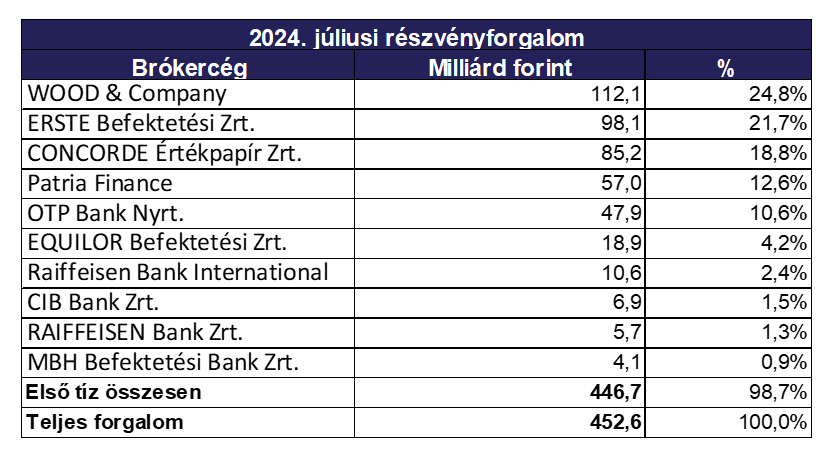 2024. júliusi részvényforgalom
Brókercég Milliárd forint %
WOOD & Company 112,1 24,8%
ERSTE Befektetési Zrt. 98,1 21,7%
CONCORDE Értékpapír Zrt. 85,2 18,8%
Patria Finance 57,0 12,6%
OTP Bank Nyrt. 47,9 10,6%
EQUILOR Befektetési Zrt. 18,9 4,2%
Raiffeisen Bank International 10,6 2,4%
CIB Bank Zrt. 6,9 1,5%
RAIFFEISEN Bank Zrt. 5,7 1,3%
MBH Befektetési Bank Zrt. 4,1 0,9%
Első tíz összesen 446,7 98,7%
Teljes forgalom 452,6 100,0%